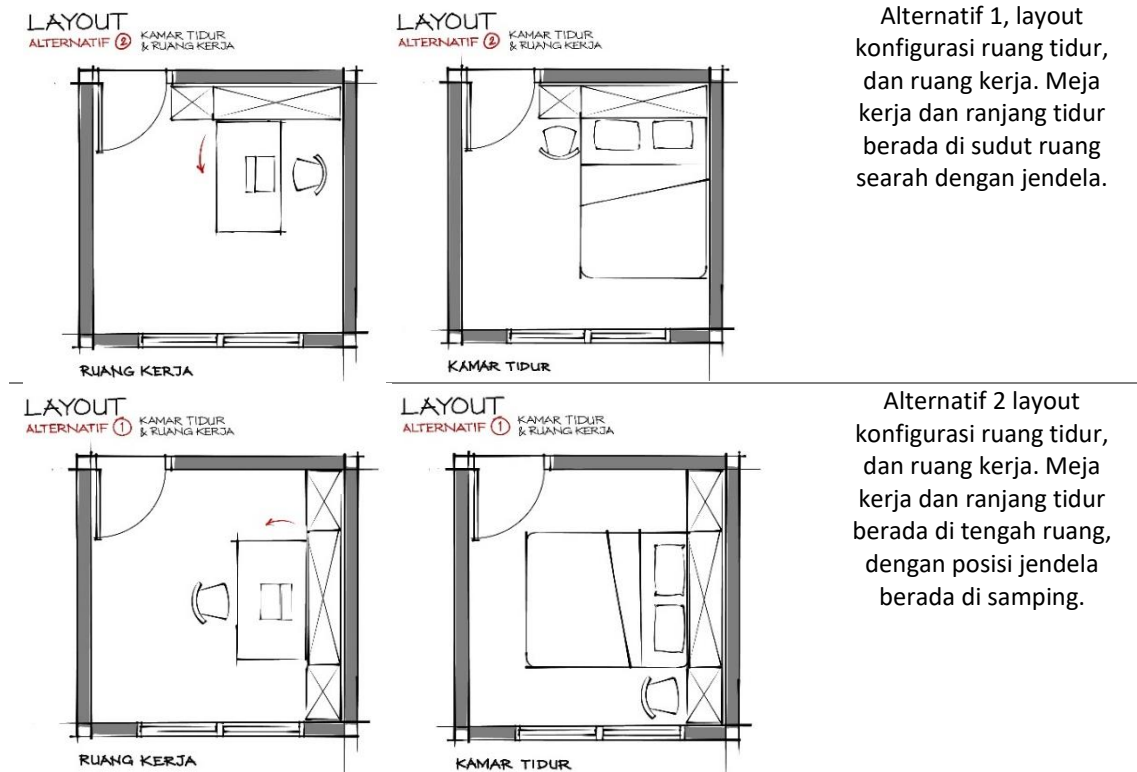 LAYOUT
ALTERNATIF 2 KAMAR TIDUR
& RUANG KERJA
RUANG KERJA
LAYOUT
ALTERNATIF 2 KAMAR TIDUR
& RUANG KERJA
KAMAR TIDUR
Alternatif 1, layout
konfigurasi ruang tidur,
dan ruang kerja. Meja
kerja dan ranjang tidur
berada di sudut ruang
searah dengan jendela.
LAYOUT
ALTERNATIF 1 KAMAR TIDUR
& RUANG KERJA
RUANG KERJA
LAYOUT
ALTERNATIF 1 KAMAR TIDUR
& RUANG KERJA
KAMAR TIDUR
Alternatif 2 layout
konfigurasi ruang tidur,
dan ruang kerja. Meja
kerja dan ranjang tidur
berada di tengah ruang,
dengan posisi jendela
berada di samping.